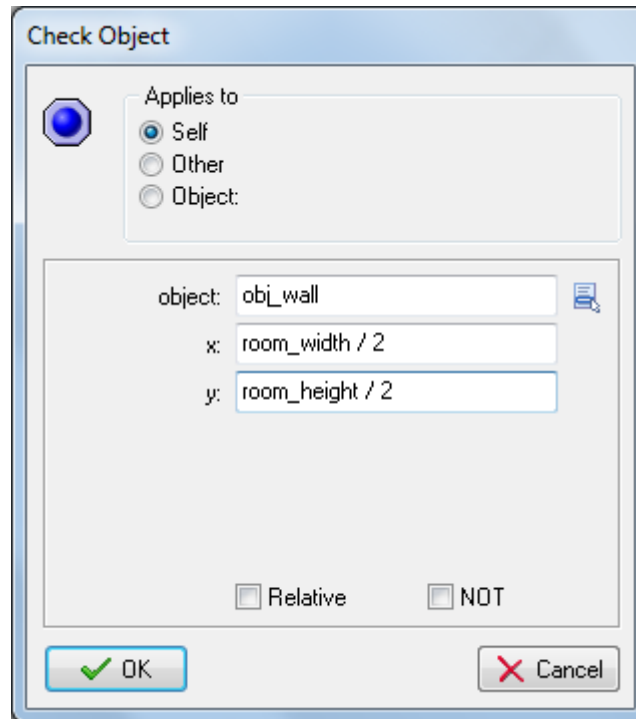 Check Object
Applies to
Self
Other
Object:
object: obj_wall
x: room_width / 2
y: room_height / 2
Relative NOT
OK Cancel